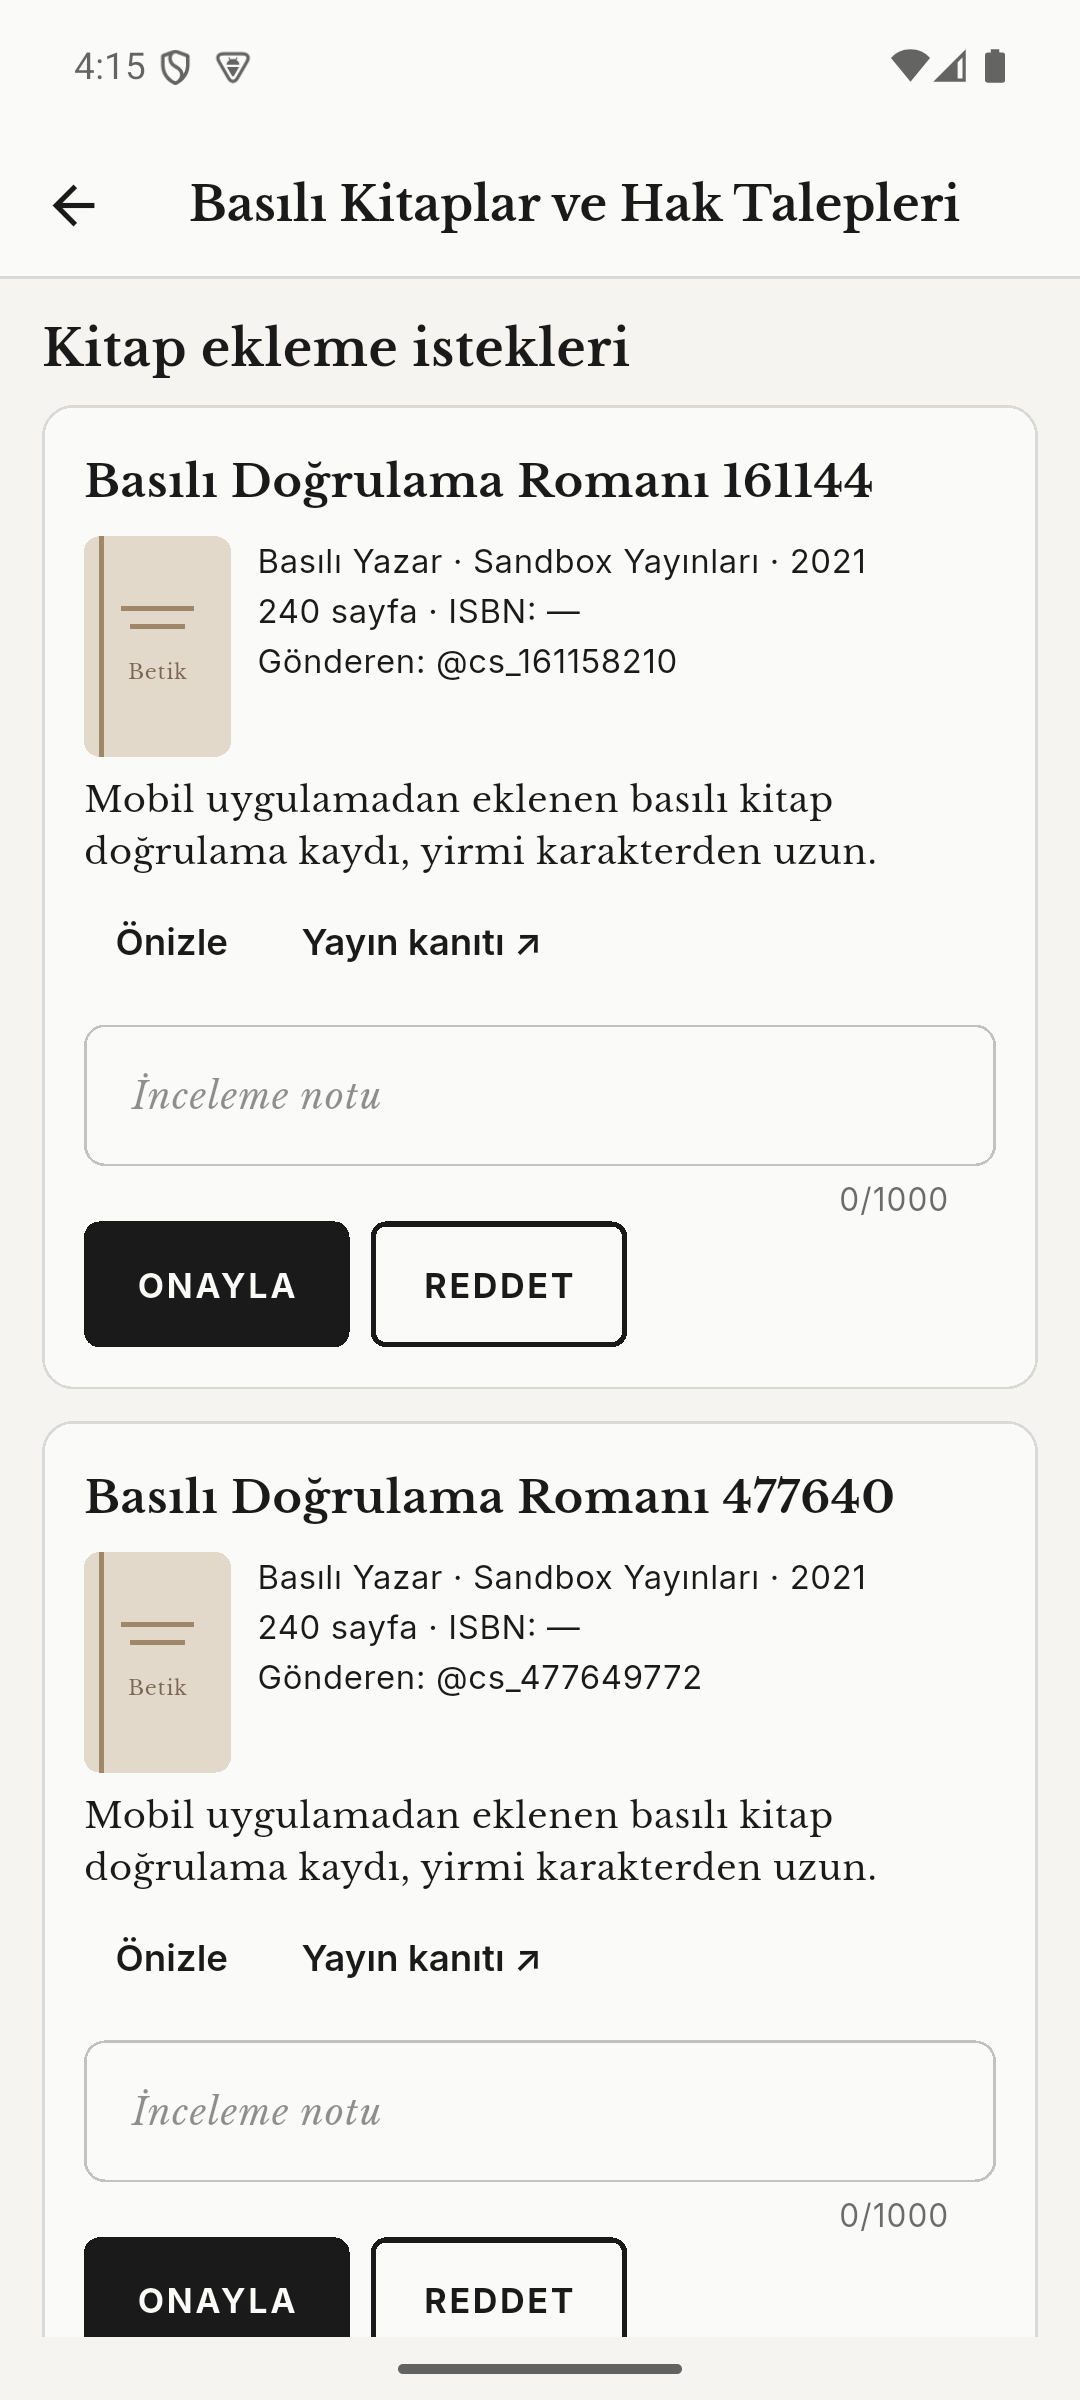 4:15
Basılı Kitaplar ve Hak Talepleri
Kitap ekleme istekleri
Basılı Doğrulama Romanı 161144
Basılı Yazar · Sandbox Yayınları · 2021
240 sayfa · ISBN: —
Gönderen: @cs_161158210
Betik
Mobil uygulamadan eklenen basılı kitap
doğrulama kaydı, yirmi karakterden uzun.
Önizle Yayın kanıtı ↗
İnceleme notu
0/1000
ONAYLA REDDET
Basılı Doğrulama Romanı 477640
Basılı Yazar · Sandbox Yayınları · 2021
240 sayfa · ISBN: —
Gönderen: @cs_477649772
Betik
Mobil uygulamadan eklenen basılı kitap
doğrulama kaydı, yirmi karakterden uzun.
Önizle Yayın kanıtı ↗
İnceleme notu
0/1000
ONAYLA REDDET